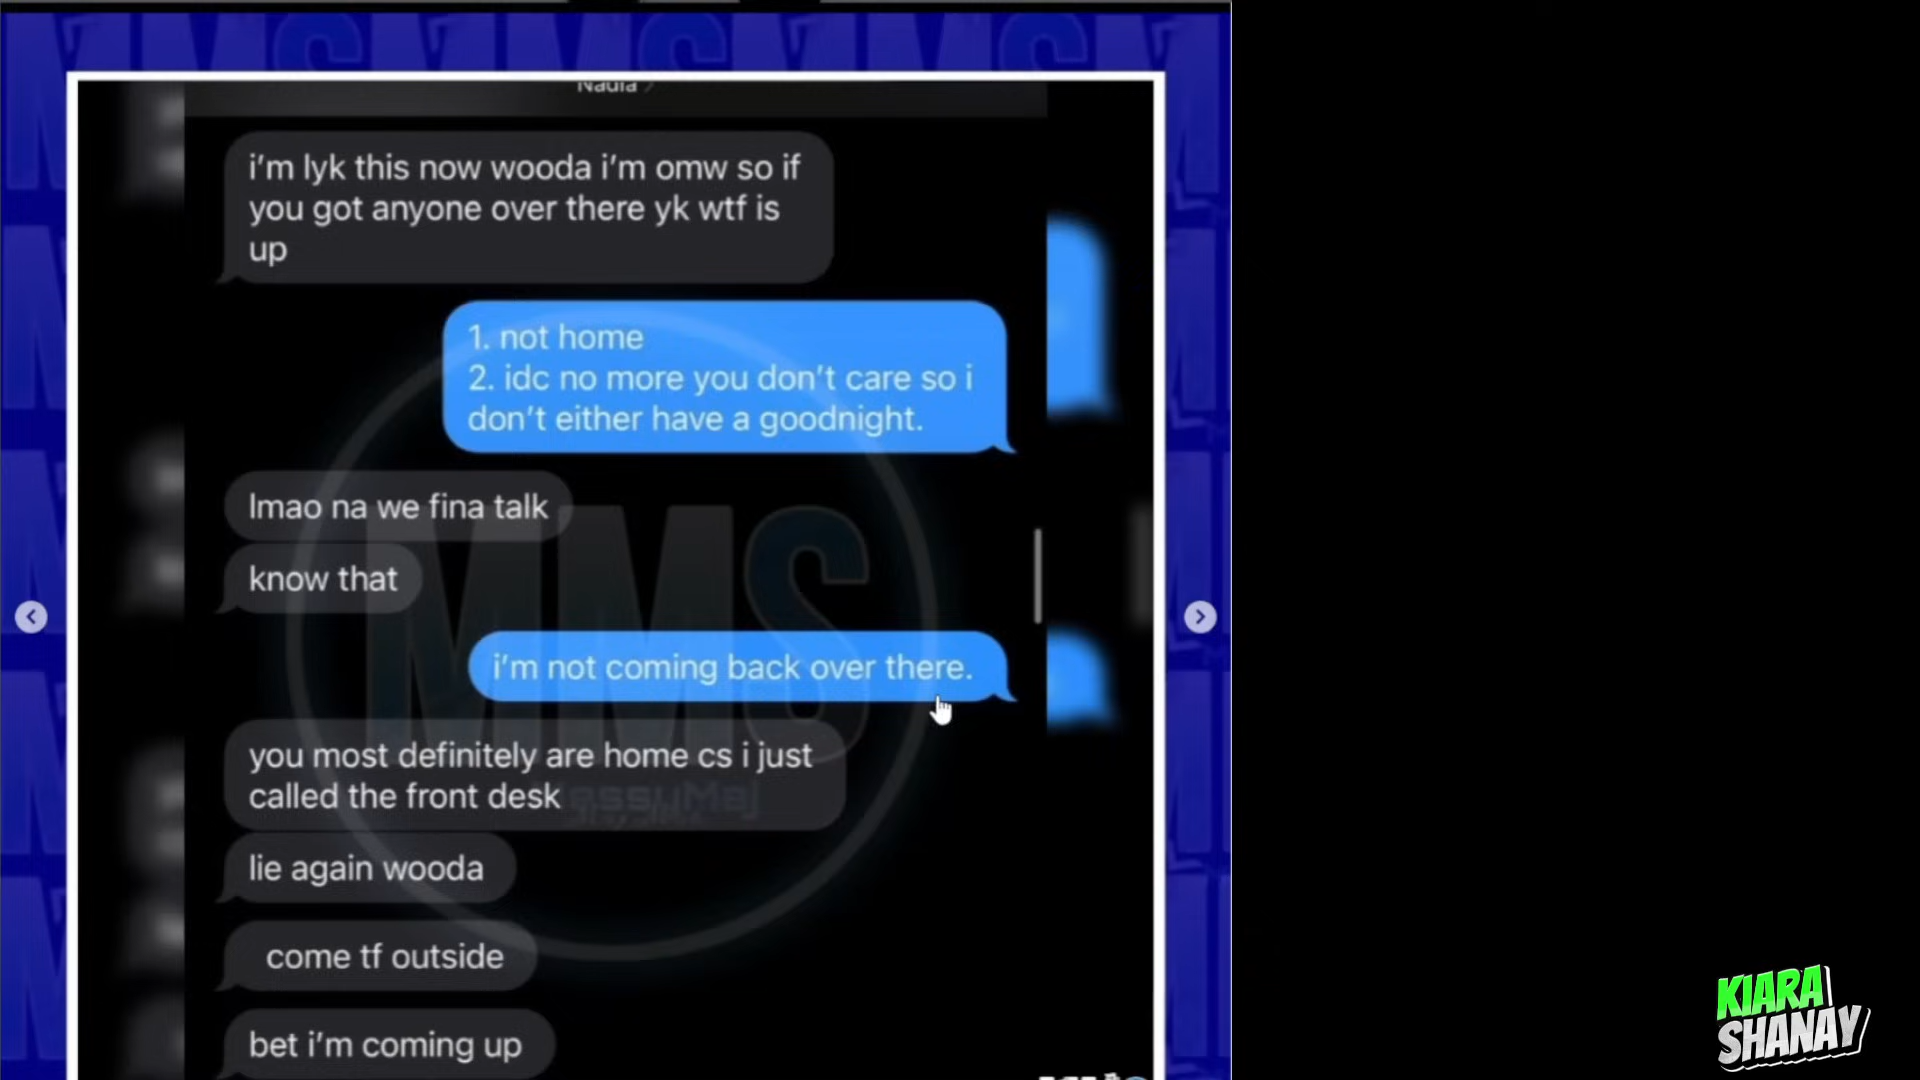 Nadia
i’m lyk this now wooda i’m omw so if
you got anyone over there yk wtf is
up
1. not home
2. idc no more you don’t care so i
don’t either have a goodnight.
lmao na we fina talk
know that
i’m not coming back over there.
you most definitely are home cs i just
called the front desk
lie again wooda
come tf outside
bet i’m coming up
MMS
KIARA
SHANAY